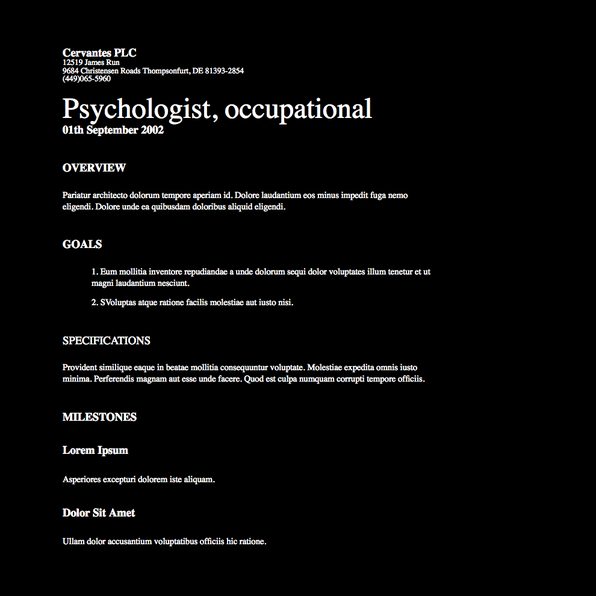 Cervantes PLC
12519 James Run
9684 Christensen Roads Thompsonfurt, DE 81393-2854
(449)065-5960
Psychologist, occupational
01th September 2002
OVERVIEW
Pariatur architecto dolorum tempore aperiam id. Dolore laudantium eos minus impedit fuga nemo
eligendi. Dolore unde ea quibusdam doloribus aliquid eligendi.
GOALS
1. Eum mollitia inventore repudiandae a unde dolorum sequi dolor voluptates illum tenetur et ut
magni laudantium nesciunt.
2. SVoluptas atque ratione facilis molestiae aut iusto nisi.
SPECIFICATIONS
Provident similique eaque in beatae mollitia consequuntur voluptate. Molestiae expedita omnis iusto
minima. Perferendis magnam aut esse unde facere. Quod est culpa numquam corrupti tempore officiis.
MILESTONES
Lorem Ipsum
Asperiores excepturi dolorem iste aliquam.
Dolor Sit Amet
Ullam dolor accusantium voluptatibus officiis hic ratione.